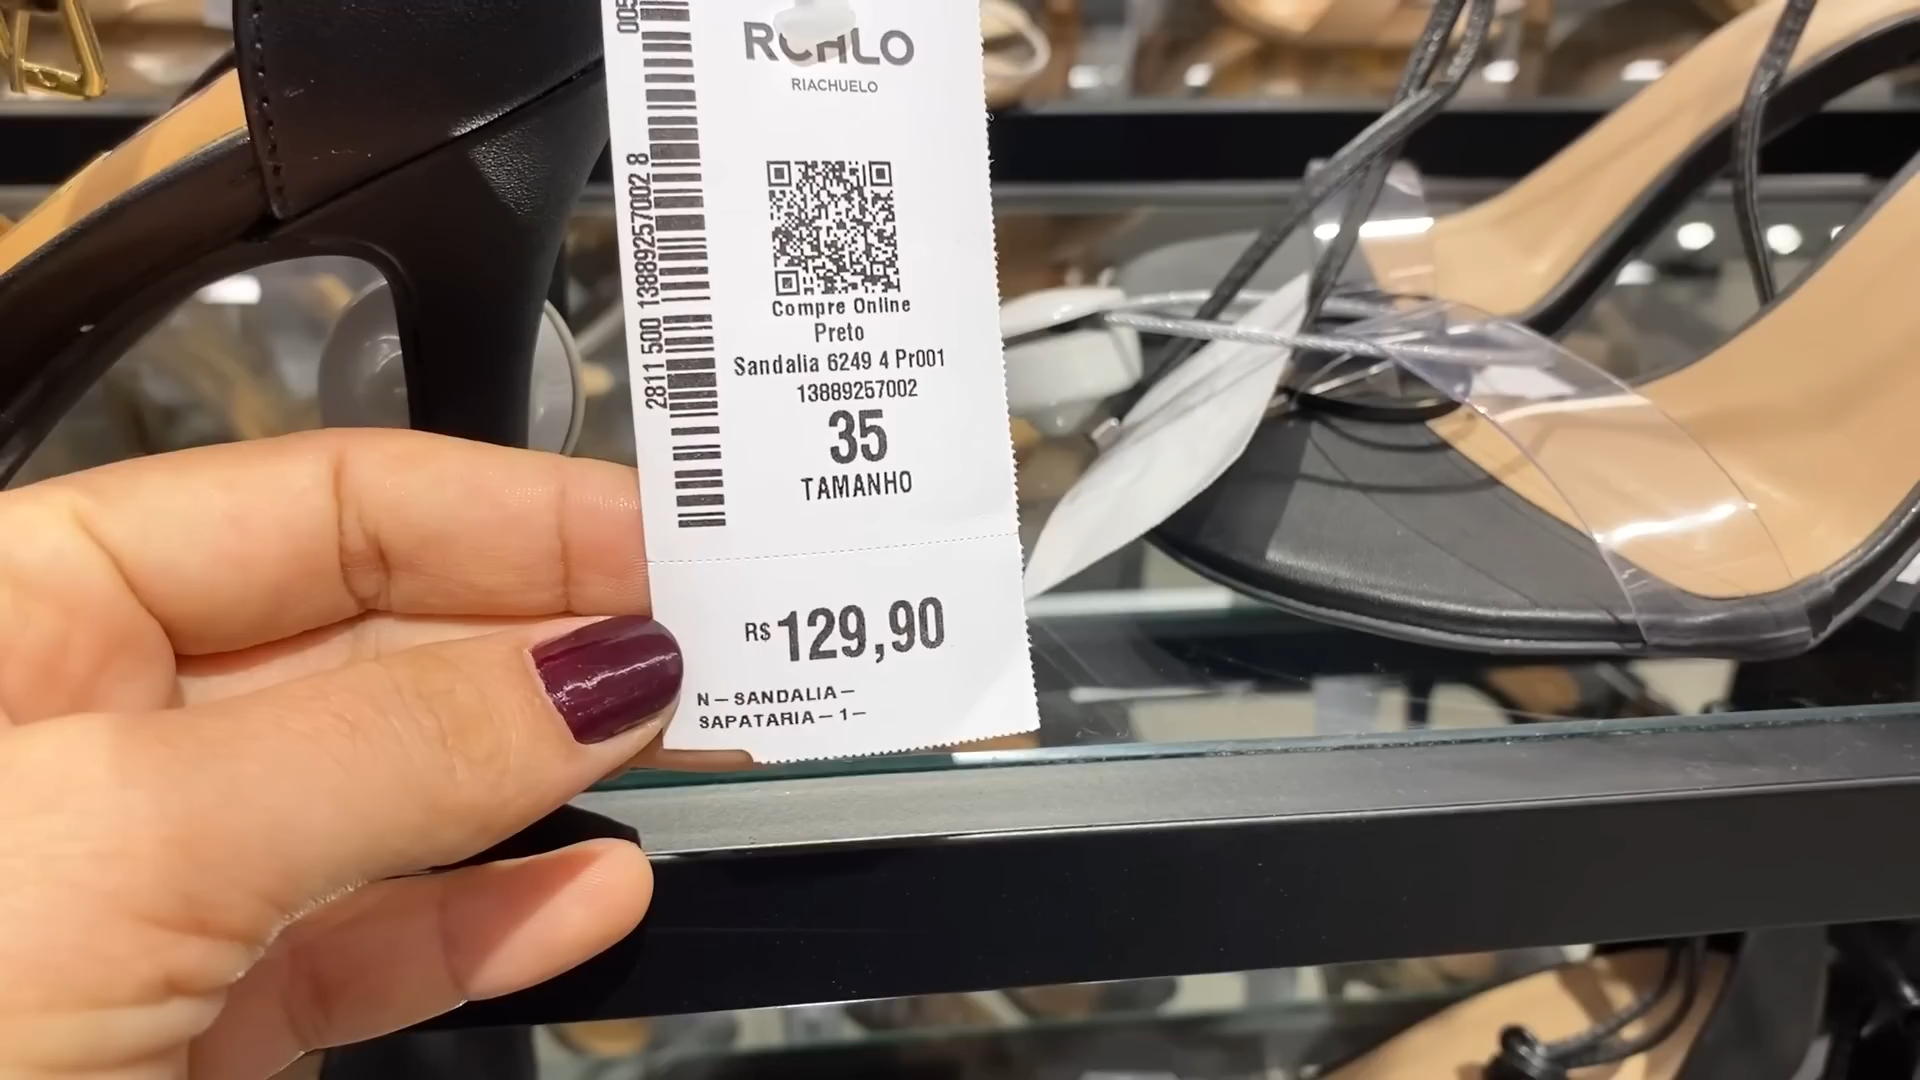 RCHLO
RIACHUELO
005
2811 500 13889257002 8
Compre Online
Preto
Sandalia 6249 4 Pr001
13889257002
35
TAMANHO
R$ 129,90
N-SANDALIA-
SAPATARIA-1-